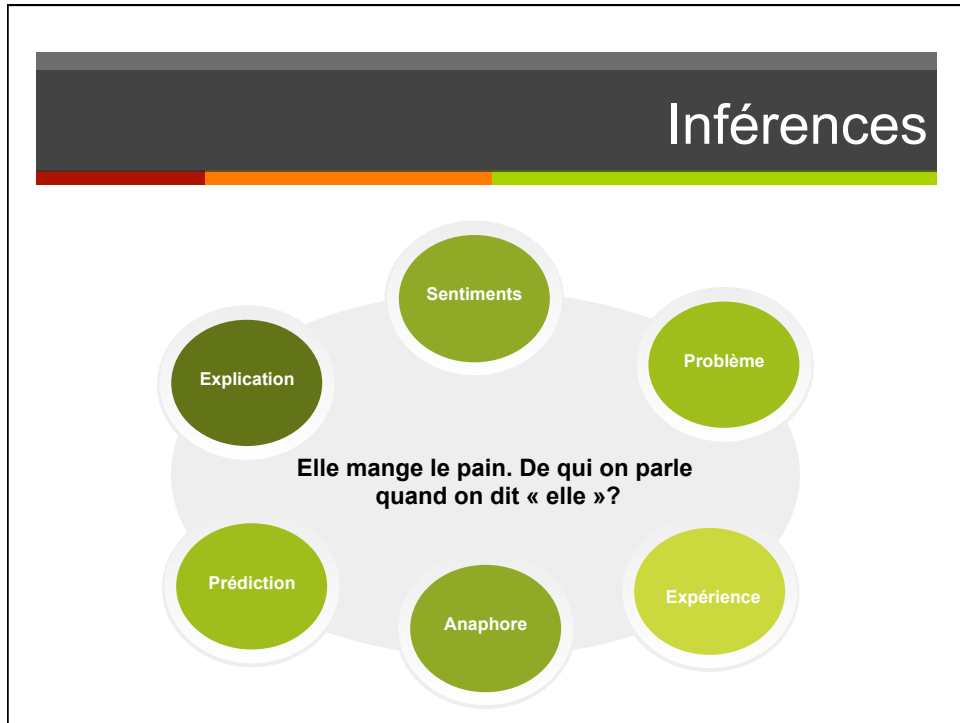 Inférences
Sentiments
Problème
Explication
Elle mange le pain. De qui on parle
quand on dit « elle »?
Prédiction
Expérience
Anaphore